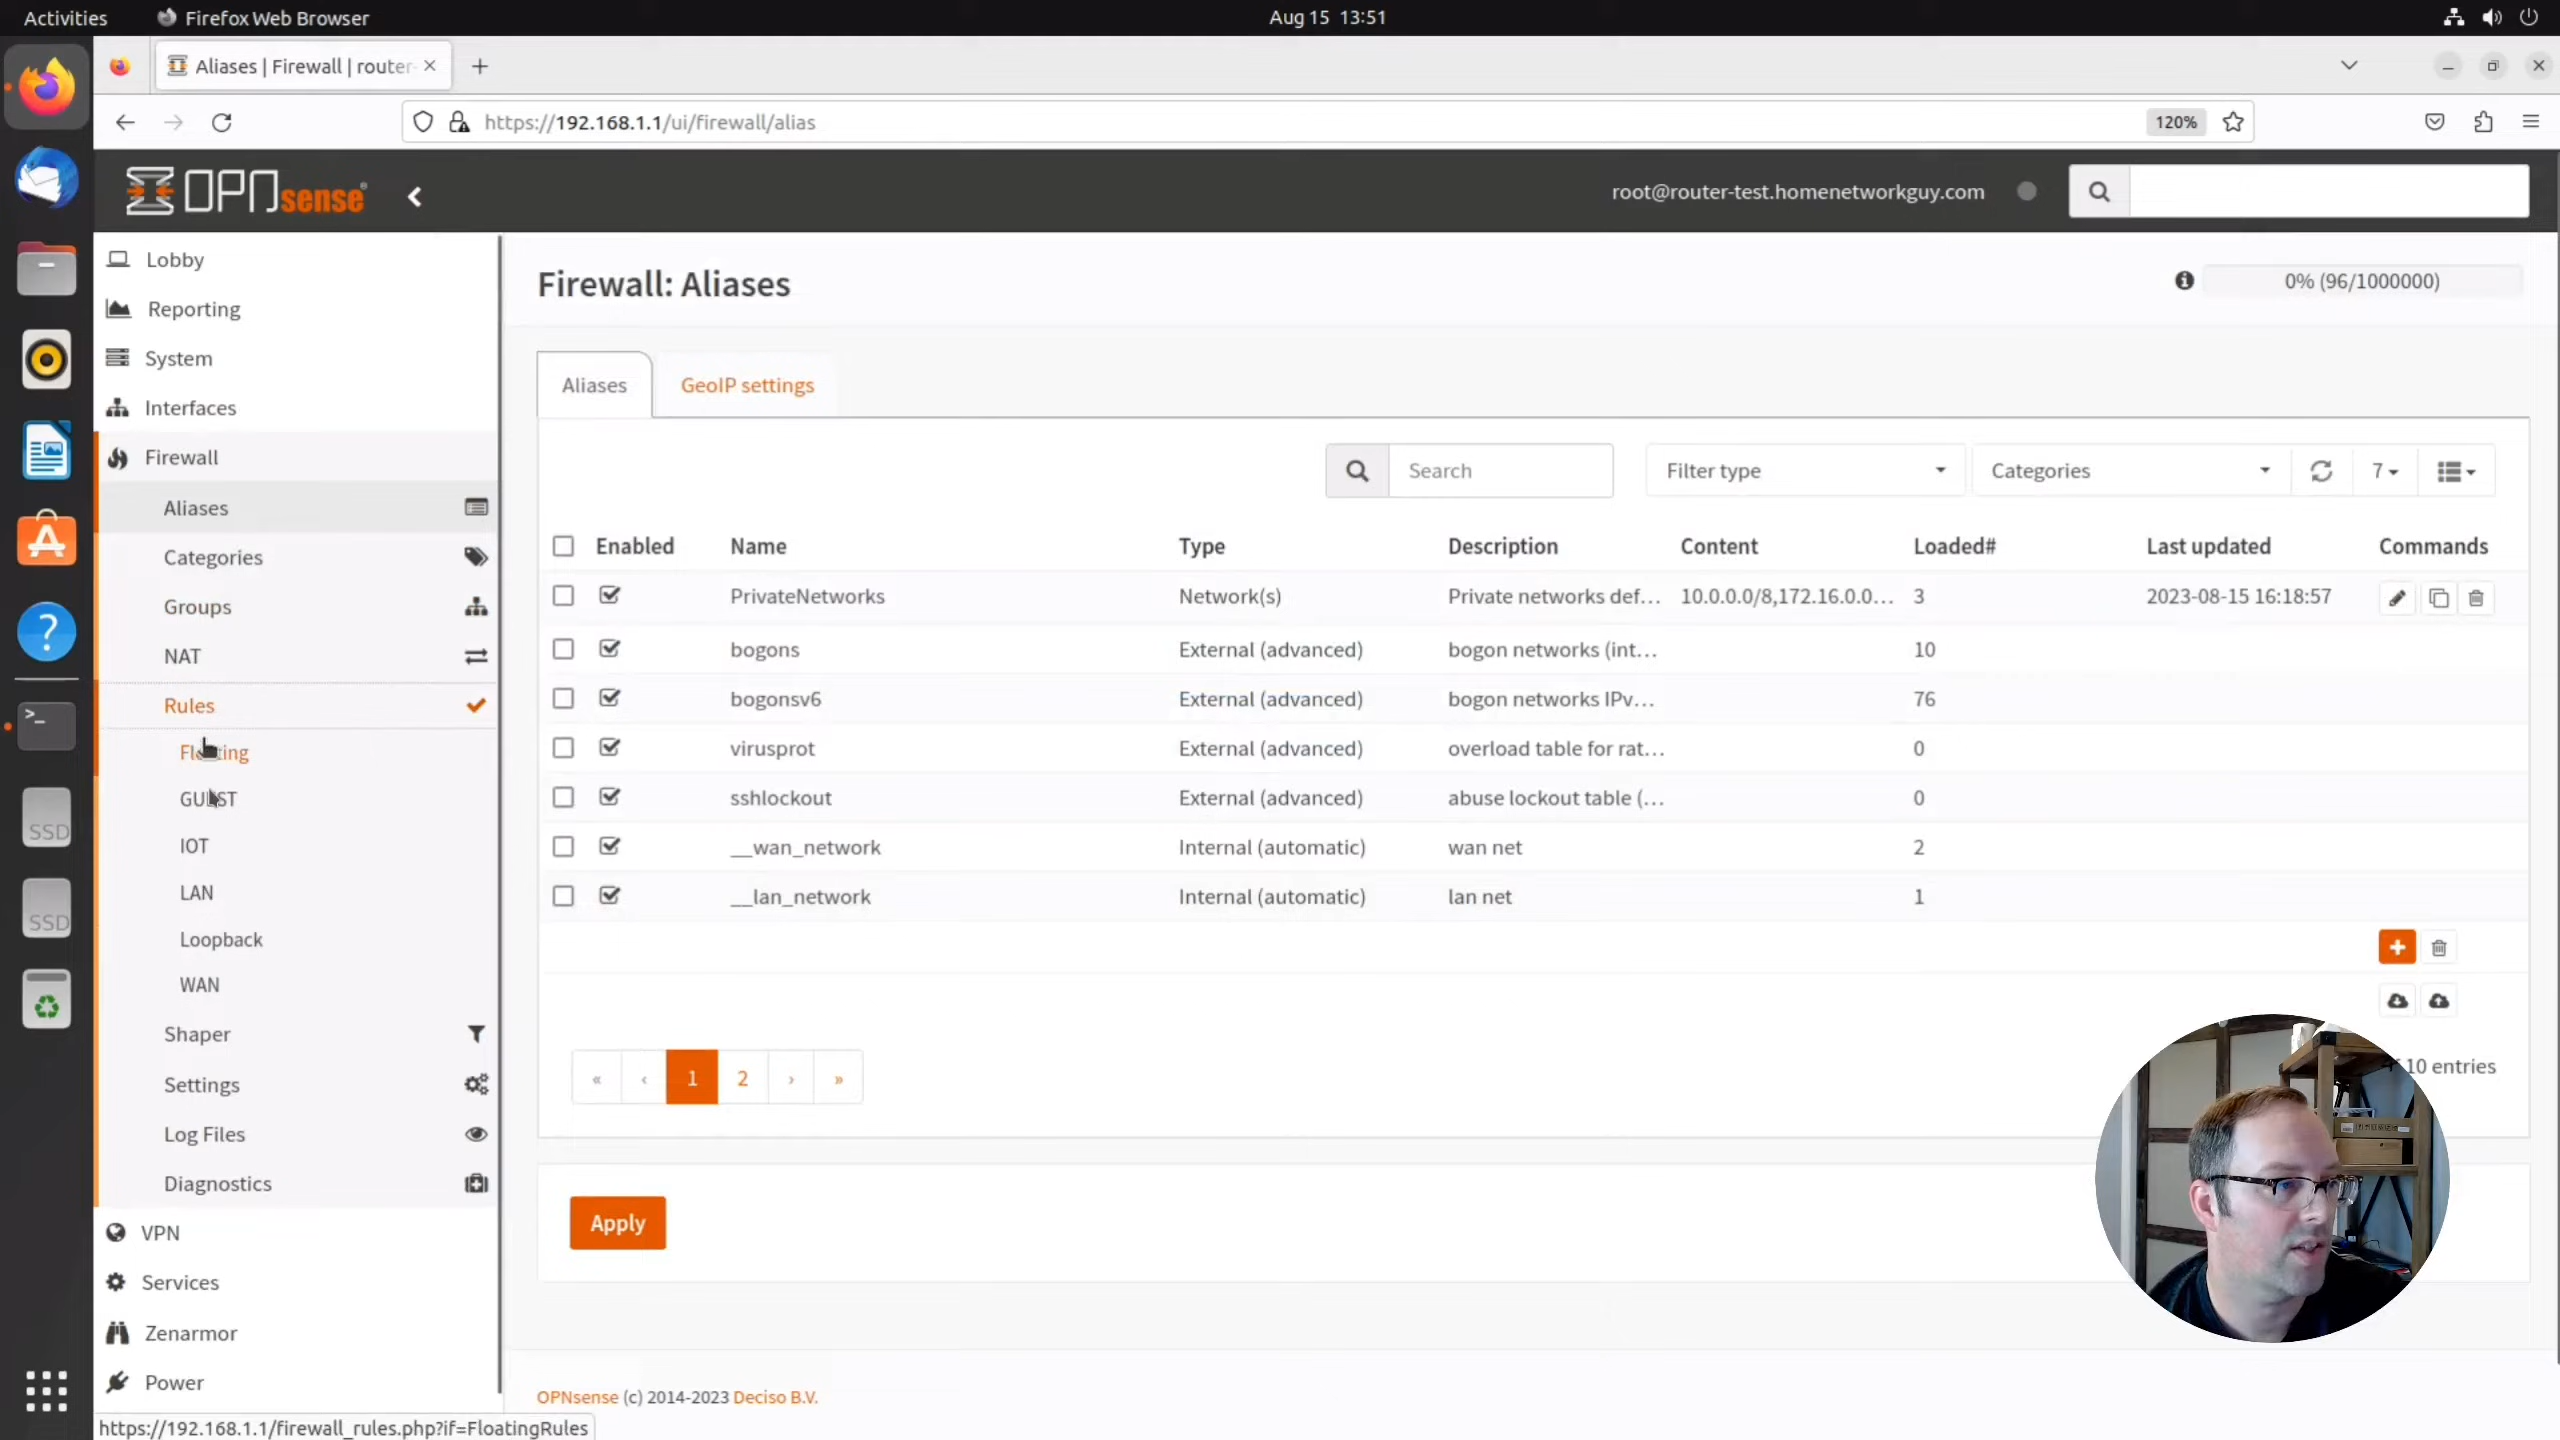 Activities
Firefox Web Browser
Aug 15 13:51
Aliases | Firewall | router-
https://192.168.1.1/ui/firewall/alias
120%
OPNsense
root@router-test.homenetworkguy.com
Lobby
Reporting
System
Interfaces
Firewall
Aliases
Categories
Groups
NAT
Rules
Floating
GUEST
IOT
LAN
Loopback
WAN
Shaper
Settings
Log Files
Diagnostics
VPN
Services
Zenarmor
Power
Firewall: Aliases
0% (96/1000000)
Aliases
GeoIP settings
Search
Filter type
Categories
7
Enabled Name Type Description Content Loaded# Last updated Commands
PrivateNetworks Network(s) Private networks def... 10.0.0.0/8,172.16.0.0... 3 2023-08-15 16:18:57
bogons External (advanced) bogon networks (int... 10
bogonsv6 External (advanced) bogon networks IPv... 76
virusprot External (advanced) overload table for rat... 0
sshlockout External (advanced) abuse lockout table (... 0
__wan_network Internal (automatic) wan net 2
__lan_network Internal (automatic) lan net 1
« ‹ 1 2 › »
10 entries
Apply
OPNsense (c) 2014-2023 Deciso B.V.
https://192.168.1.1/firewall_rules.php?if=FloatingRules
SSD
SSD